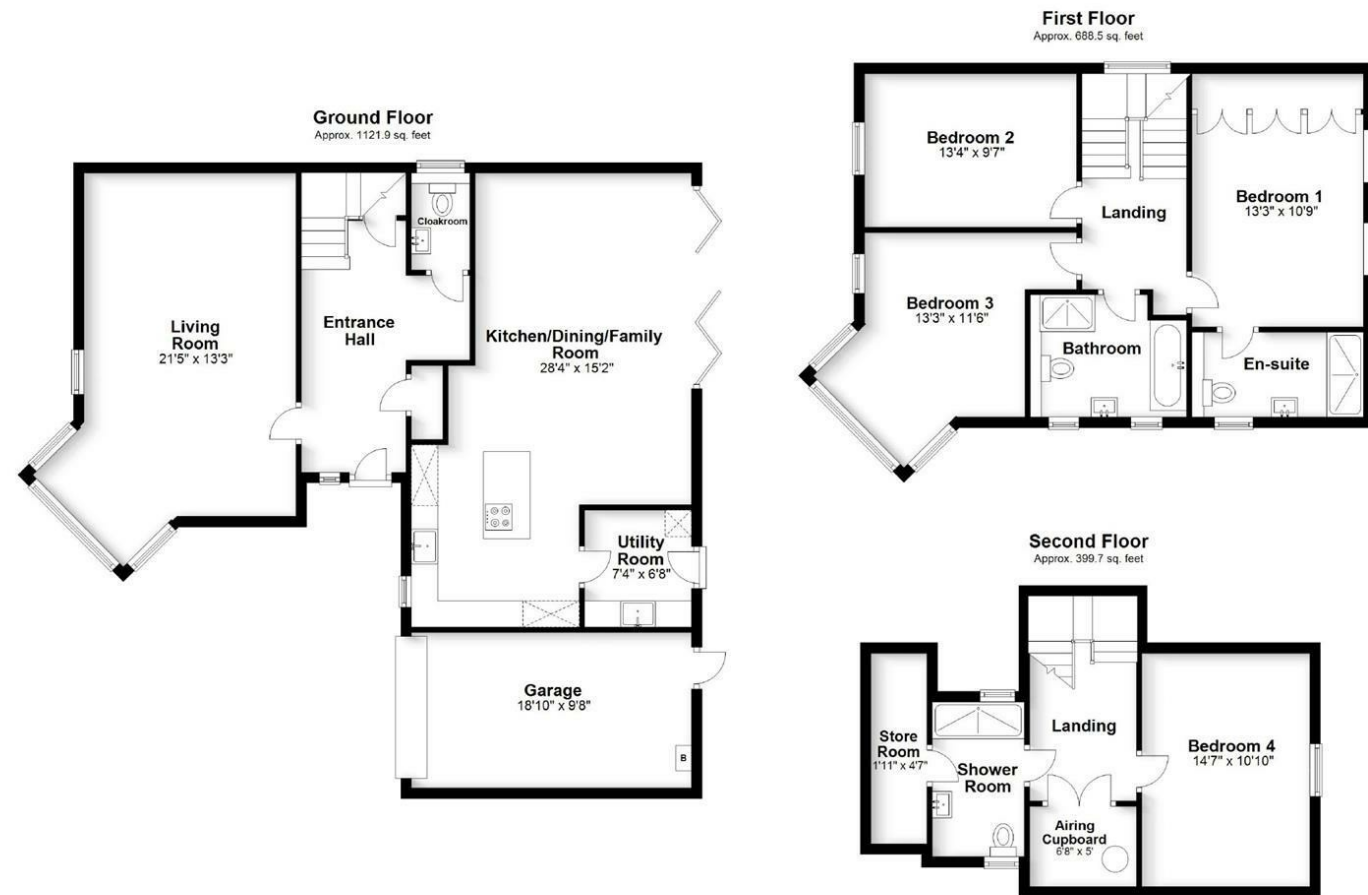 Ground Floor
Approx. 1121.9 sq. feet
Living
Room
21'5" x 13'3"
Entrance
Hall
Cloakroom
Kitchen/Dining/Family
Room
28'4" x 15'2"
Utility
Room
7'4" x 6'8"
Garage
18'10" x 9'8"
B
First Floor
Approx. 688.5 sq. feet
Bedroom 2
13'4" x 9'7"
Landing
Bedroom 1
13'3" x 10'9"
Bedroom 3
13'3" x 11'6"
Bathroom
En-suite
Second Floor
Approx. 399.7 sq. feet
Store
Room
1'11" x 4'7"
Shower
Room
Landing
Bedroom 4
14'7" x 10'10"
Airing
Cupboard
6'8" x 5'